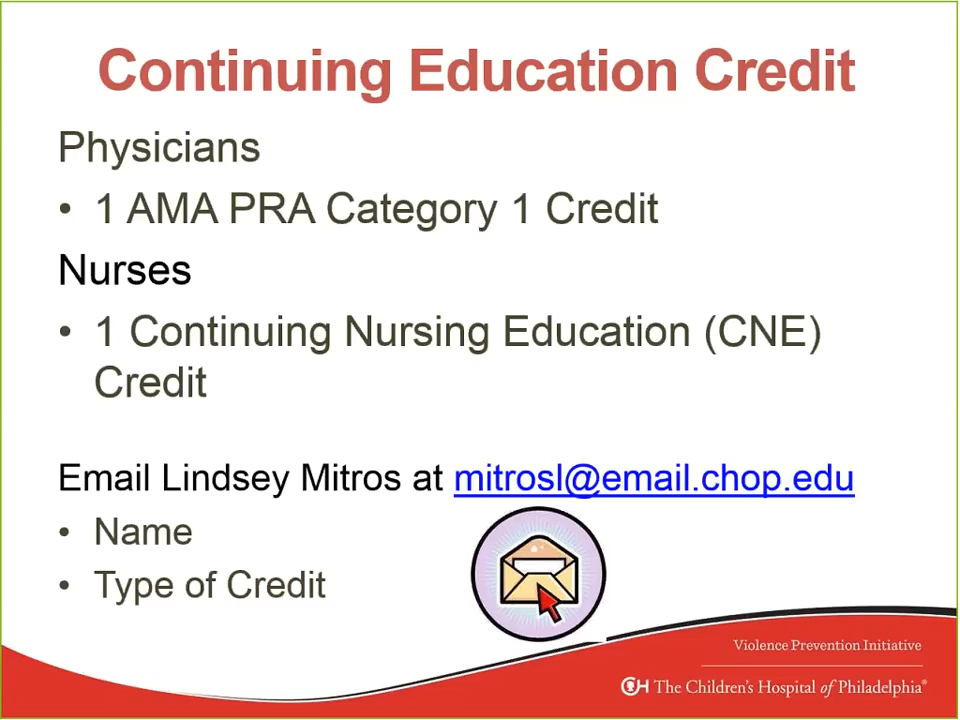 Continuing Education Credit
Physicians
• 1 AMA PRA Category 1 Credit
Nurses
• 1 Continuing Nursing Education (CNE)
Credit
Email Lindsey Mitros at mitrosl@email.chop.edu
• Name
• Type of Credit
Violence Prevention Initiative
CH The Children's Hospital of Philadelphia®